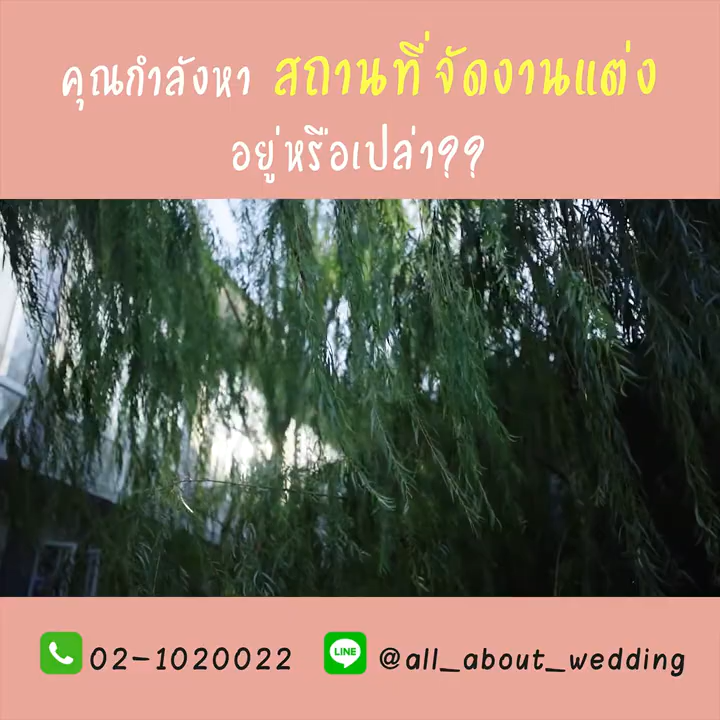 คุณกำลังหา สถานที่ จัดงานแต่ง
อยู่หรือเปล่า??
02-1020022 LINE @all_about_wedding